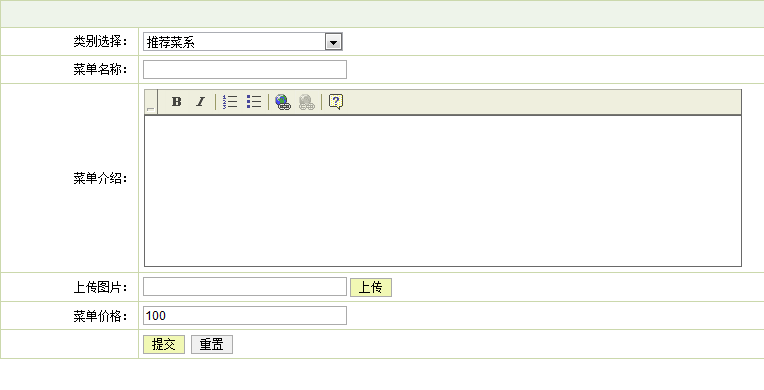 类别选择： 推荐菜系
菜单名称：
B I ?
菜单介绍：
上传图片： 上传
菜单价格： 100
提交 重置